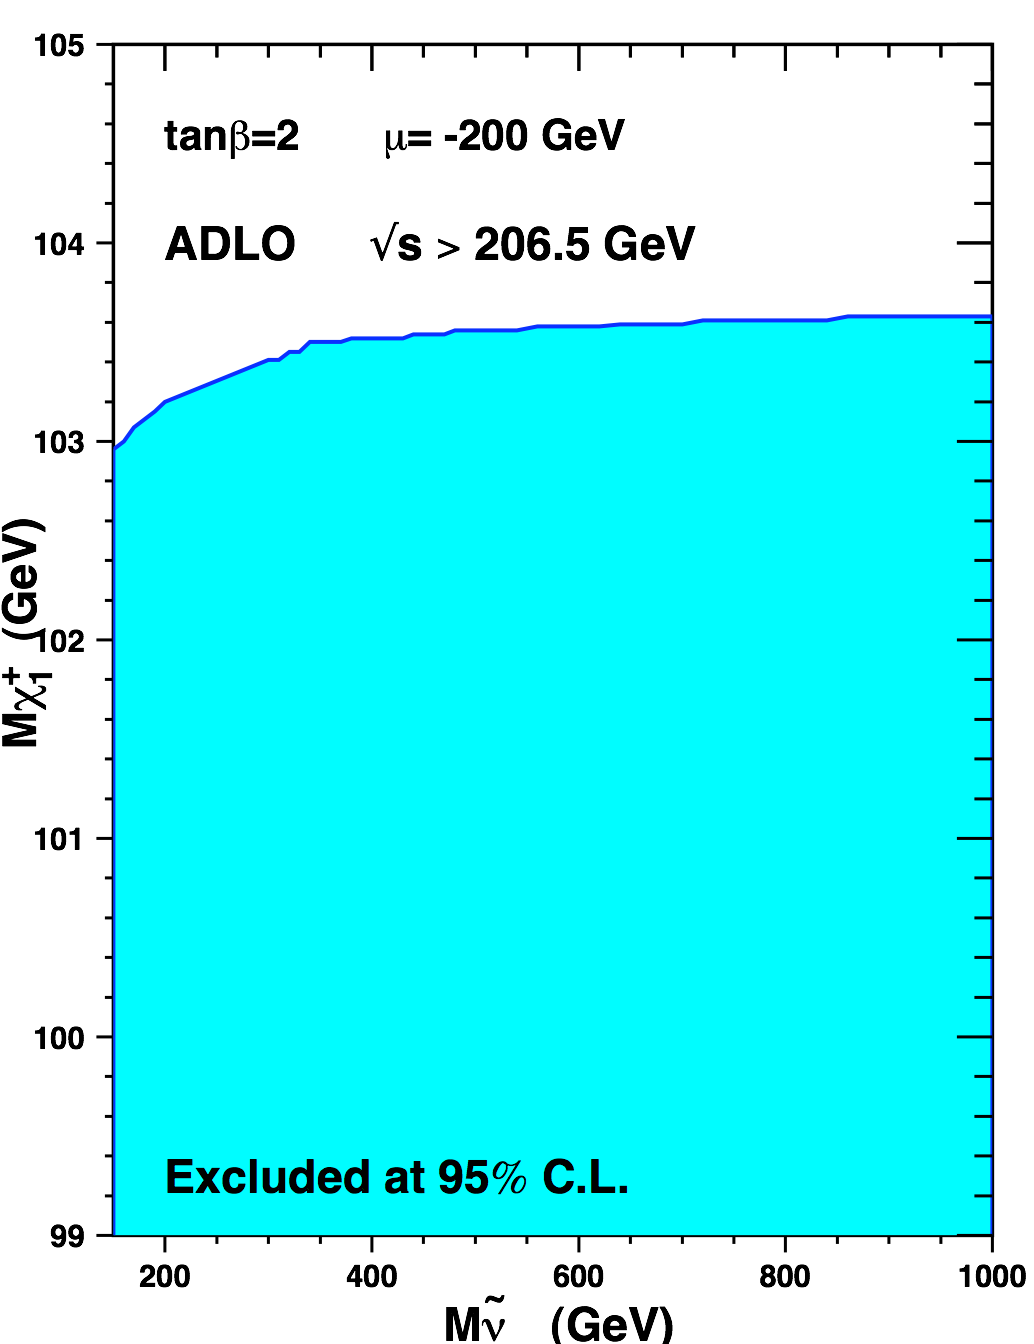 105
tanβ=2 μ= -200 GeV
104
ADLO √s > 206.5 GeV
103
Mχ̃₁⁺ (GeV)
102
101
100
Excluded at 95% C.L.
99
200 400 600 800 1000
Mν̃ (GeV)